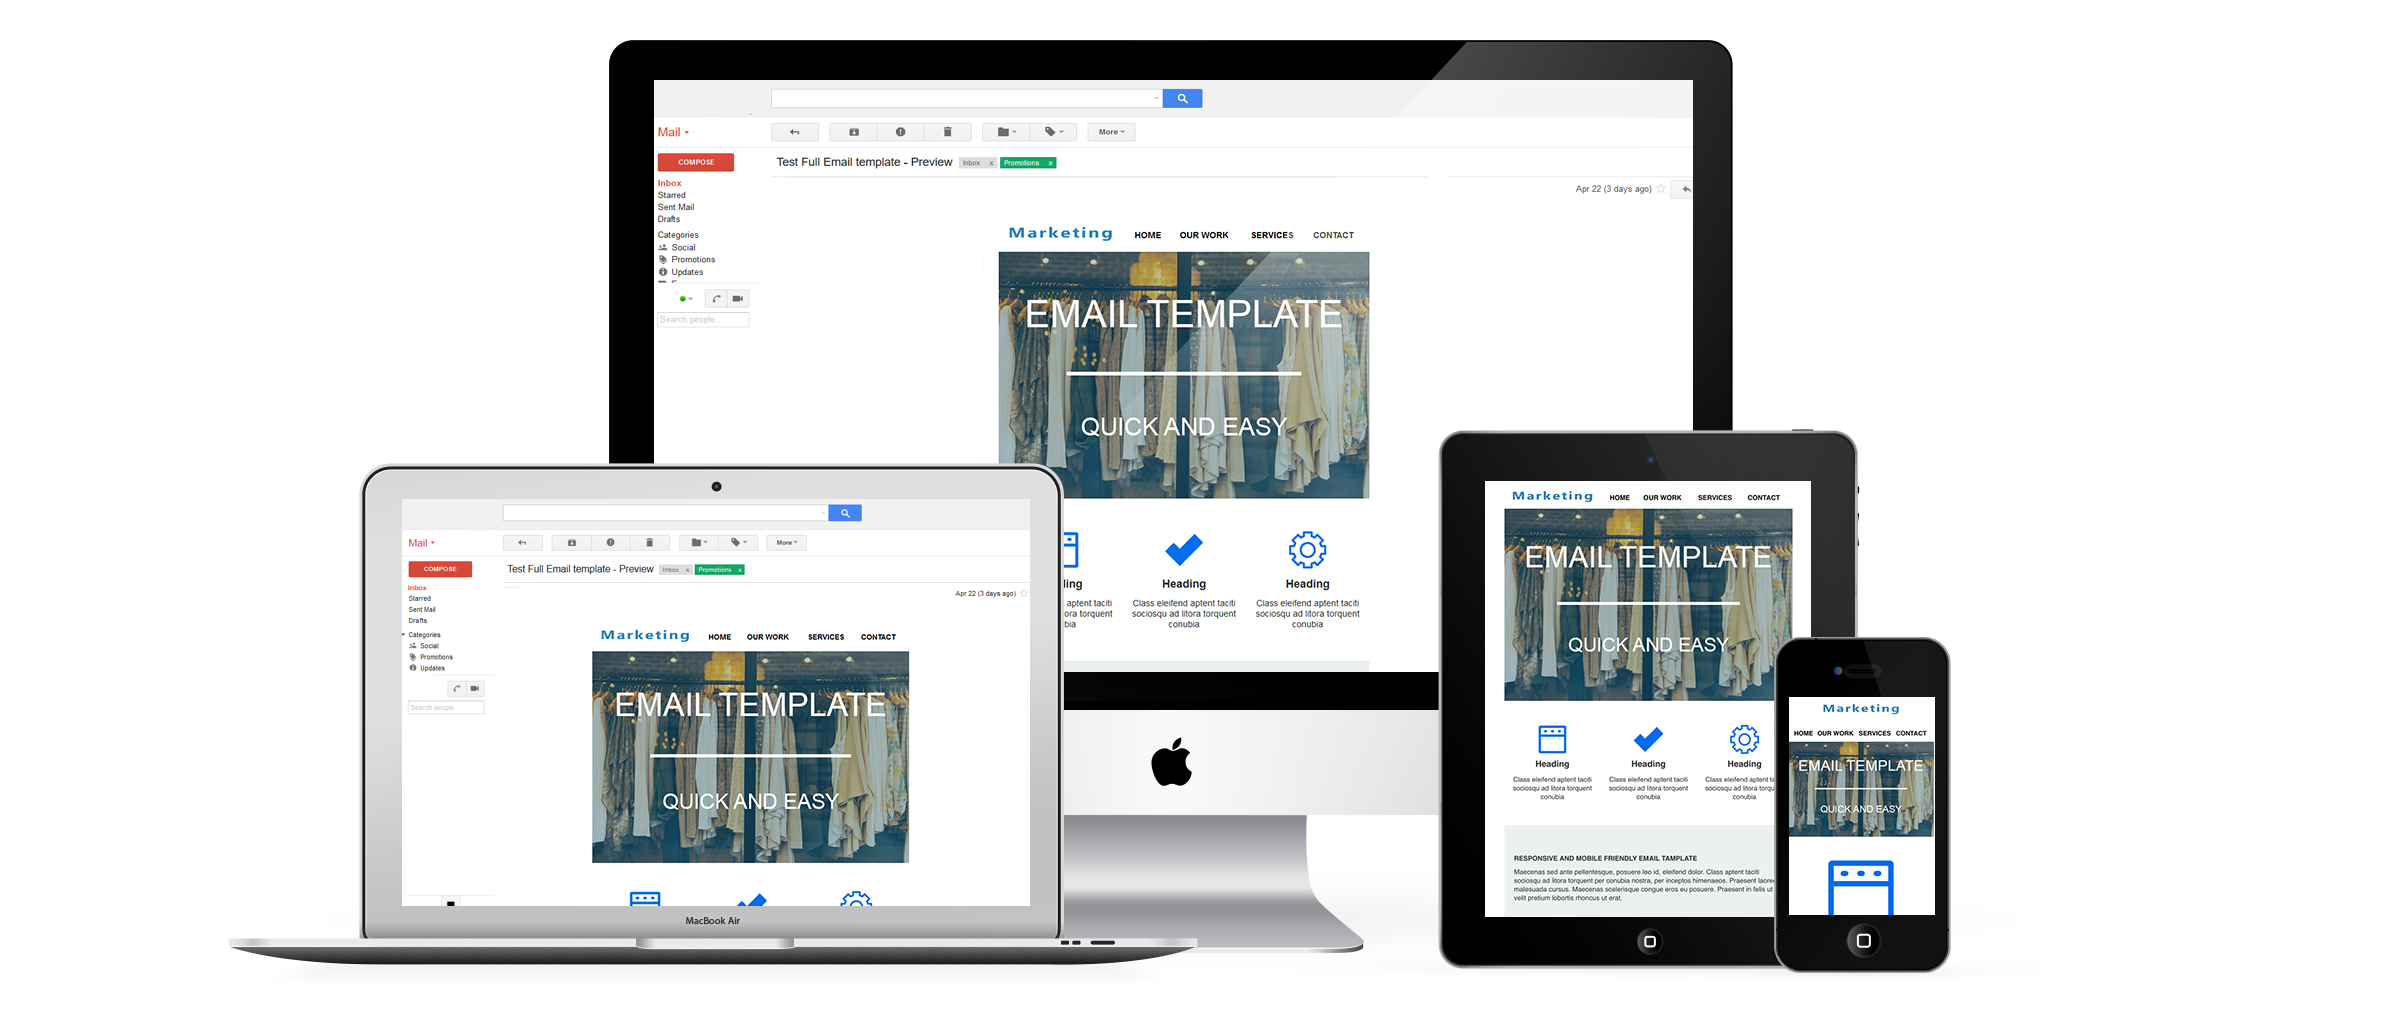 Mail
More
COMPOSE
Test Full Email template - Preview
Inbox x
Promotions x
Inbox
Starred
Sent Mail
Drafts
Apr 22 (3 days ago)
Categories
Social
Promotions
Updates
Search people...
Marketing HOME OUR WORK SERVICES CONTACT
EMAIL TEMPLATE
QUICK AND EASY
Heading
Heading
aptent taciti
ora torquent
Class eleifend aptent taciti
sociosqu ad litora torquent
conubia
Class eleifend aptent taciti
sociosqu ad litora torquent
conubia
Mail
More
COMPOSE
Test Full Email template - Preview
Inbox x
Promotions x
Inbox
Starred
Sent Mail
Drafts
Apr 22 (3 days ago)
Categories
Social
Promotions
Updates
Search people...
Marketing HOME OUR WORK SERVICES CONTACT
EMAIL TEMPLATE
QUICK AND EASY
MacBook Air
Marketing HOME OUR WORK SERVICES CONTACT
EMAIL TEMPLATE
QUICK AND EASY
Heading
Class eleifend aptent taciti
sociosqu ad litora torquent
conubia
Heading
Class eleifend aptent taciti
sociosqu ad litora torquent
conubia
Heading
Class eleifend aptent ta
sociosqu ad litora torqu
conubia
RESPONSIVE AND MOBILE FRIENDLY EMAIL TAMPLATE
Maecenas sed ante pellentesque, posuere leo id, eleifend dolor. Class aptent taciti
sociosqu ad litora torquent per conubia nostra, per inceptos himenaeos. Praesent laoree
malesuada cursus. Maecenas scelerisque congue eros eu posuere. Praesent in felis ut
velit pretium lobortis rhoncus ut erat.
Marketing
HOME OUR WORK SERVICES CONTACT
EMAIL TEMPLATE
QUICK AND EASY